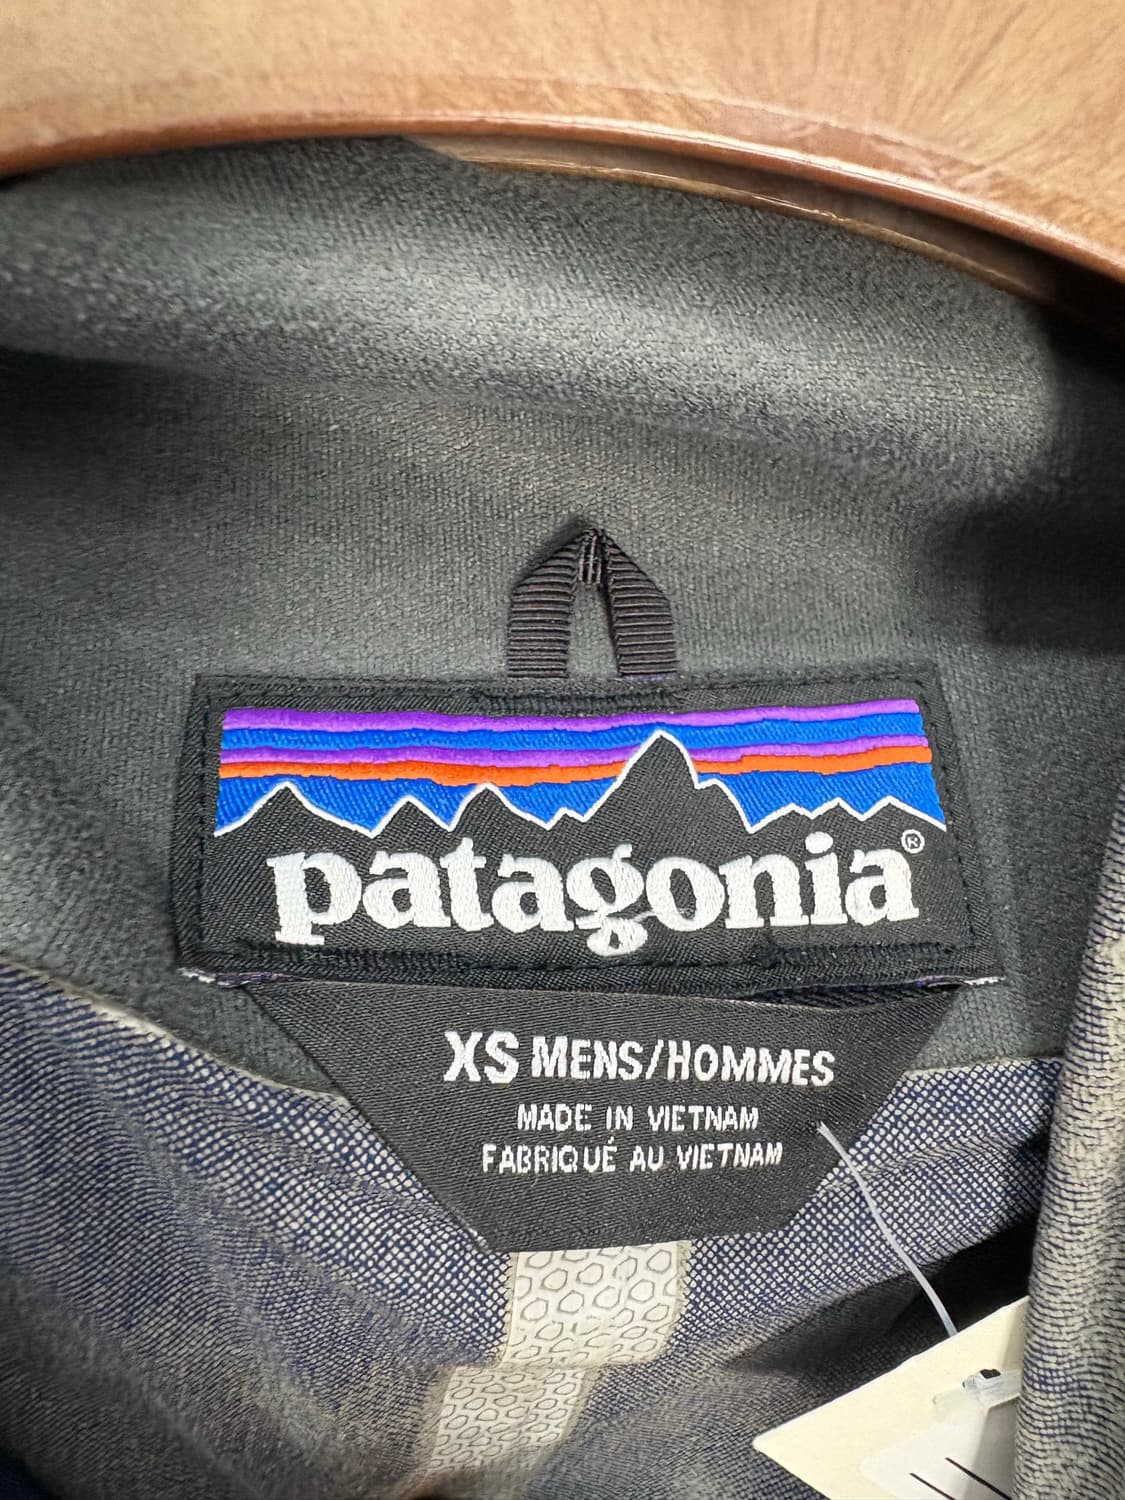 patagonia®
XS MENS/HOMMES
MADE IN VIETNAM
FABRIQUÉ AU VIETNAM